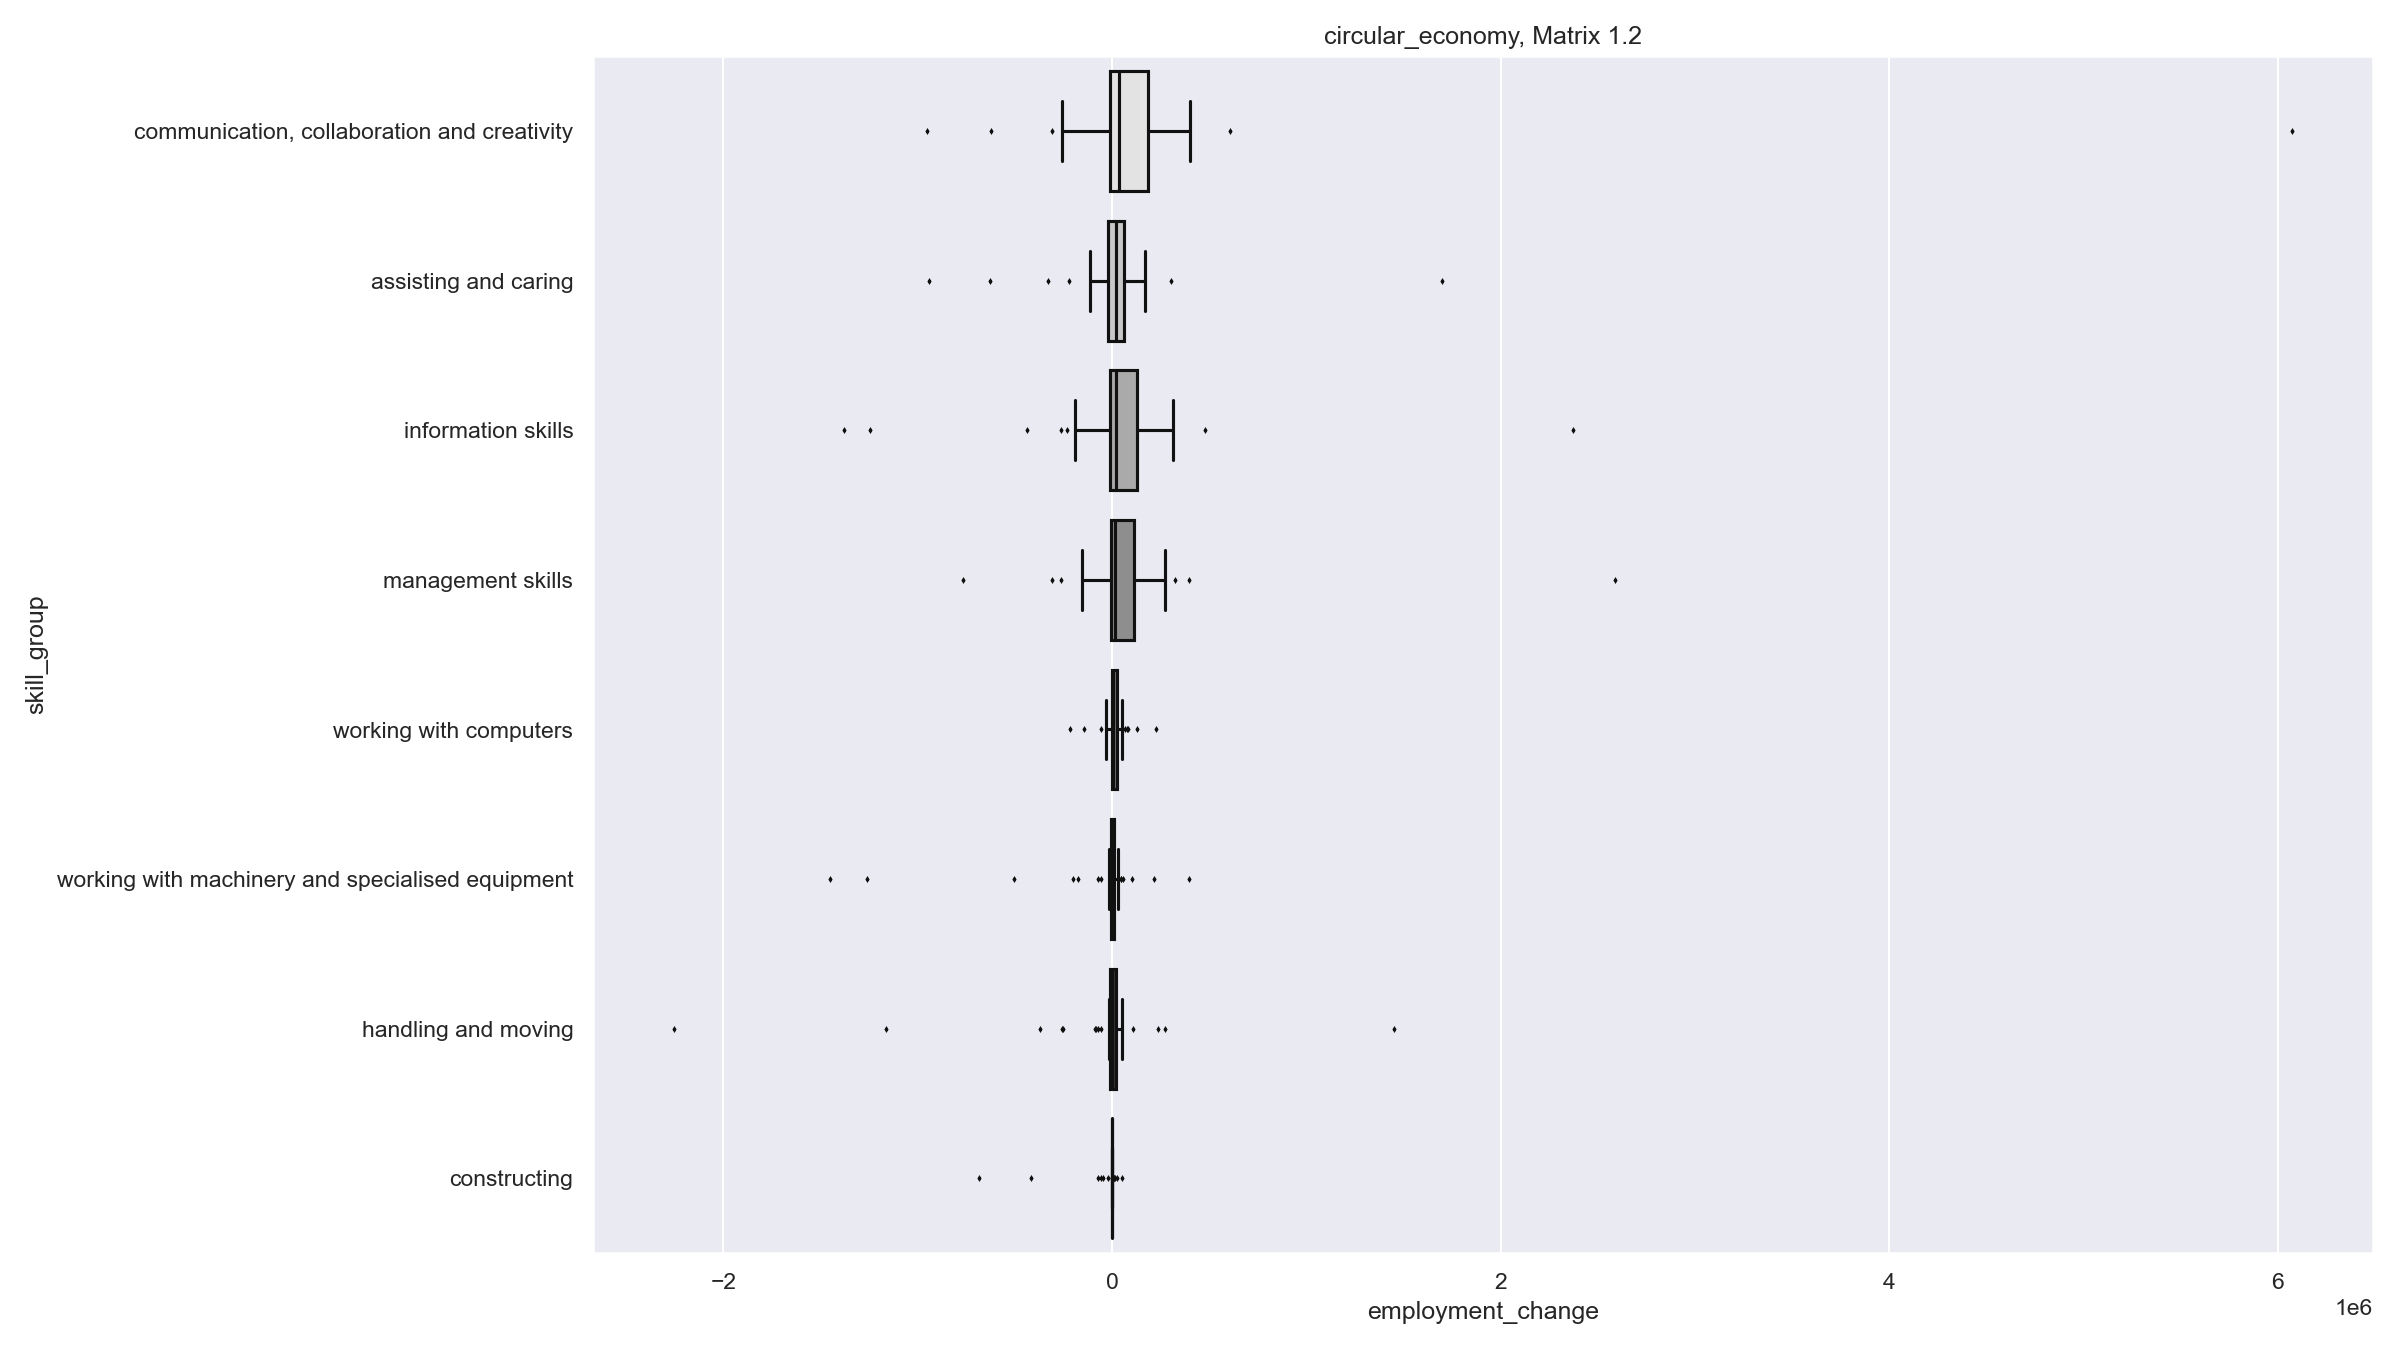 circular_economy, Matrix 1.2
skill_group
communication, collaboration and creativity
assisting and caring
information skills
management skills
working with computers
working with machinery and specialised equipment
handling and moving
constructing
−2 0 2 4 6
1e6
employment_change